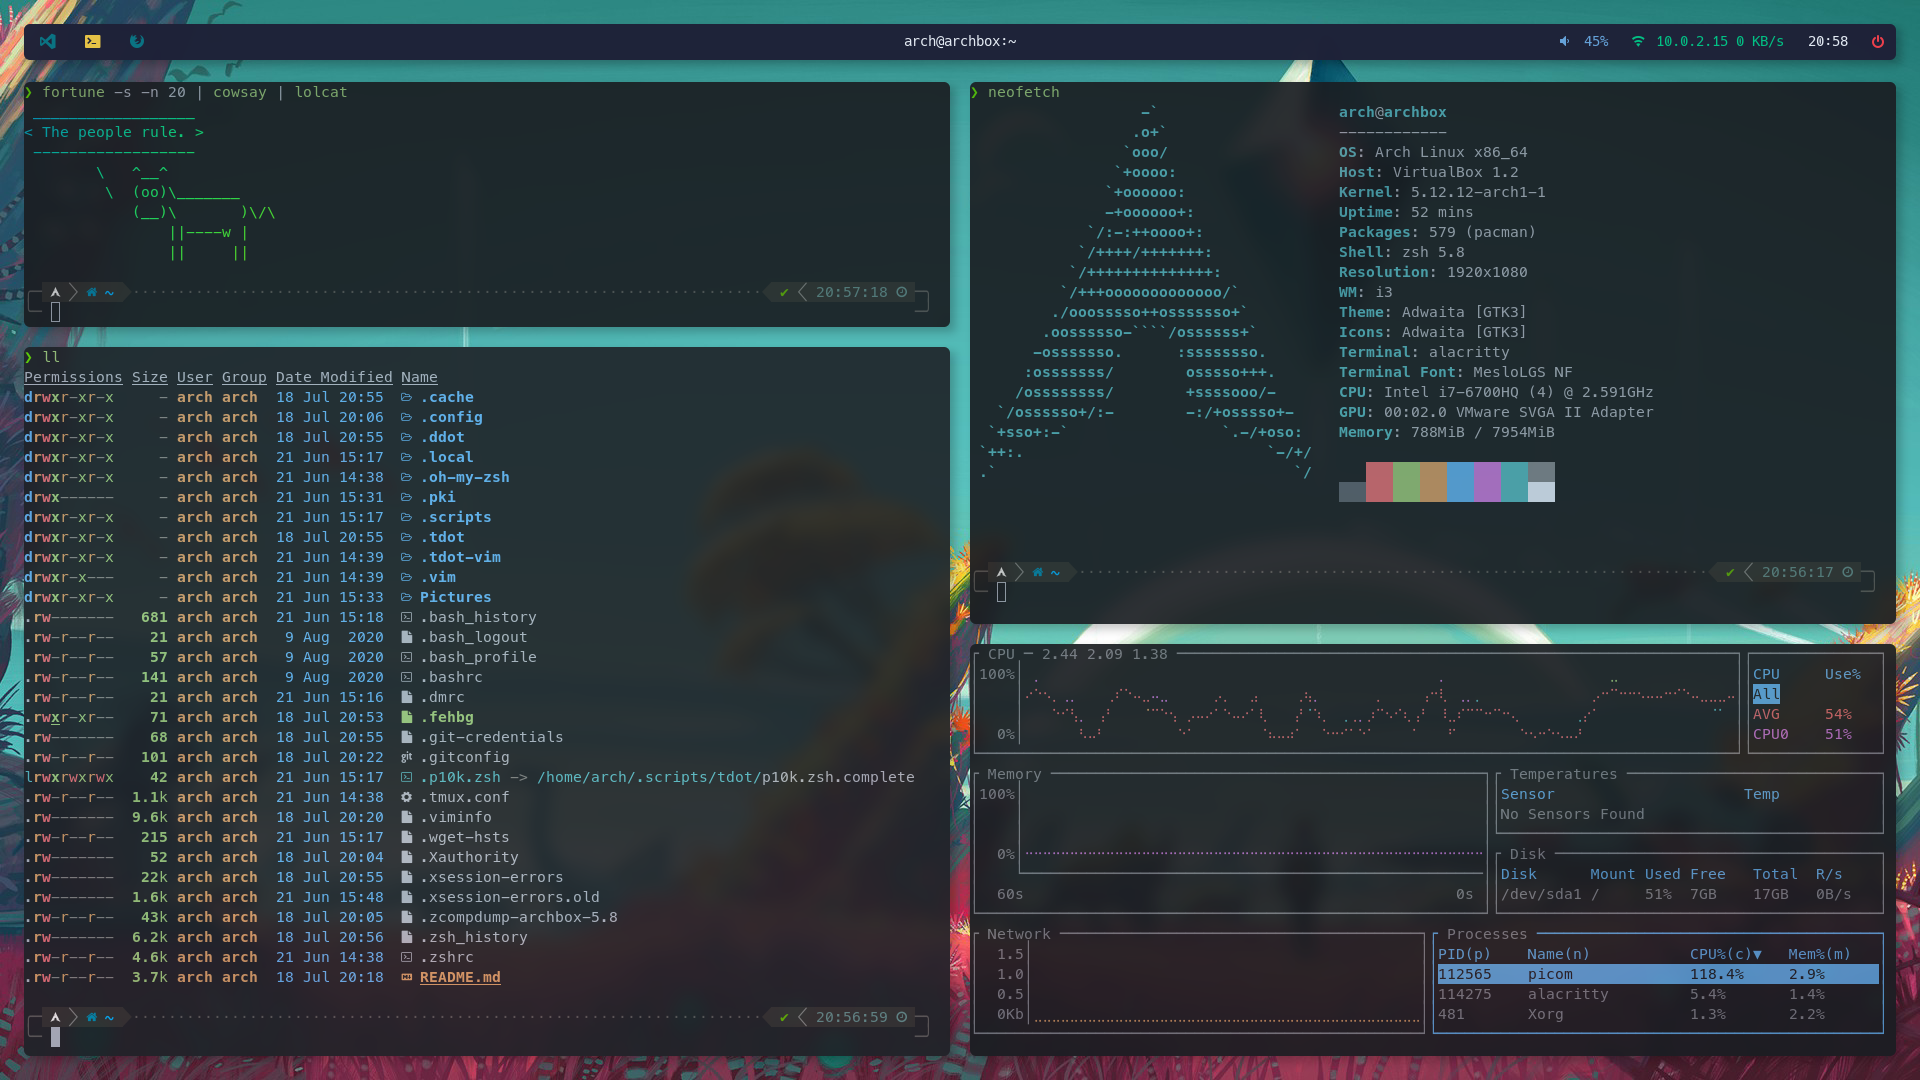 arch@archbox:~
45%
10.0.2.15 0 KB/s
20:58
❯ fortune -s -n 20 | cowsay | lolcat
 __________________
< The people rule. >
 ------------------
        \   ^__^
         \  (oo)\_______
            (__)\       )\/\
                ||----w |
                ||     ||
~ ✔ 20:57:18
❯ ll
Permissions Size User Group Date Modified Name
drwxr-xr-x - arch arch 18 Jul 20:55 .cache
drwxr-xr-x - arch arch 18 Jul 20:06 .config
drwxr-xr-x - arch arch 18 Jul 20:55 .ddot
drwxr-xr-x - arch arch 21 Jun 15:17 .local
drwxr-xr-x - arch arch 21 Jun 14:38 .oh-my-zsh
drwx------ - arch arch 21 Jun 15:31 .pki
drwxr-xr-x - arch arch 21 Jun 15:17 .scripts
drwxr-xr-x - arch arch 18 Jul 20:55 .tdot
drwxr-xr-x - arch arch 21 Jun 14:39 .tdot-vim
drwxr-x--- - arch arch 21 Jun 14:39 .vim
drwxr-xr-x - arch arch 21 Jun 15:33 Pictures
.rw------- 681 arch arch 21 Jun 15:18 .bash_history
.rw-r--r-- 21 arch arch 9 Aug 2020 .bash_logout
.rw-r--r-- 57 arch arch 9 Aug 2020 .bash_profile
.rw-r--r-- 141 arch arch 9 Aug 2020 .bashrc
.rw-r--r-- 21 arch arch 21 Jun 15:16 .dmrc
.rwxr-xr-- 71 arch arch 18 Jul 20:53 .fehbg
.rw------- 68 arch arch 18 Jul 20:55 .git-credentials
.rw-r--r-- 101 arch arch 18 Jul 20:22 .gitconfig
lrwxrwxrwx 42 arch arch 21 Jun 15:17 .p10k.zsh -> /home/arch/.scripts/tdot/p10k.zsh.complete
.rw-r--r-- 1.1k arch arch 21 Jun 14:38 .tmux.conf
.rw------- 9.6k arch arch 18 Jul 20:20 .viminfo
.rw-r--r-- 215 arch arch 21 Jun 15:17 .wget-hsts
.rw------- 52 arch arch 18 Jul 20:04 .Xauthority
.rw------- 22k arch arch 18 Jul 20:55 .xsession-errors
.rw------- 1.6k arch arch 21 Jun 15:48 .xsession-errors.old
.rw-r--r-- 43k arch arch 18 Jul 20:05 .zcompdump-archbox-5.8
.rw------- 6.2k arch arch 18 Jul 20:56 .zsh_history
.rw-r--r-- 4.6k arch arch 21 Jun 14:38 .zshrc
.rw-r--r-- 3.7k arch arch 18 Jul 20:18 README.md
~ ✔ 20:56:59
❯ neofetch
                  -`
                 .o+`
                `ooo/
               `+oooo:
              `+oooooo:
              -+oooooo+:
            `/:-:++oooo+:
           `/++++/+++++++:
          `/++++++++++++++:
         `/+++ooooooooooooo/`
        ./ooosssso++osssssso+`
       .oossssso-````/ossssss+`
      -osssssso.      :ssssssso.
     :osssssss/        osssso+++.
    /ossssssss/        +ssssooo/-
  `/ossssso+/:-        -:/+osssso+-
 `+sso+:-`                 `.-/+oso:
`++:.                           `-/+/
.`                                 `/
arch@archbox
------------
OS: Arch Linux x86_64
Host: VirtualBox 1.2
Kernel: 5.12.12-arch1-1
Uptime: 52 mins
Packages: 579 (pacman)
Shell: zsh 5.8
Resolution: 1920x1080
WM: i3
Theme: Adwaita [GTK3]
Icons: Adwaita [GTK3]
Terminal: alacritty
Terminal Font: MesloLGS NF
CPU: Intel i7-6700HQ (4) @ 2.591GHz
GPU: 00:02.0 VMware SVGA II Adapter
Memory: 788MiB / 7954MiB
~ ✔ 20:56:17
CPU — 2.44 2.09 1.38
100%
0%
CPU Use%
All
AVG 54%
CPU0 51%
Memory
100%
0%
60s 0s
Temperatures
Sensor Temp
No Sensors Found
Disk
Disk Mount Used Free Total R/s
/dev/sda1 / 51% 7GB 17GB 0B/s
Network
1.5
1.0
0.5
0Kb
Processes
PID(p) Name(n) CPU%(c)▼ Mem%(m)
112565 picom 118.4% 2.9%
114275 alacritty 5.4% 1.4%
481 Xorg 1.3% 2.2%